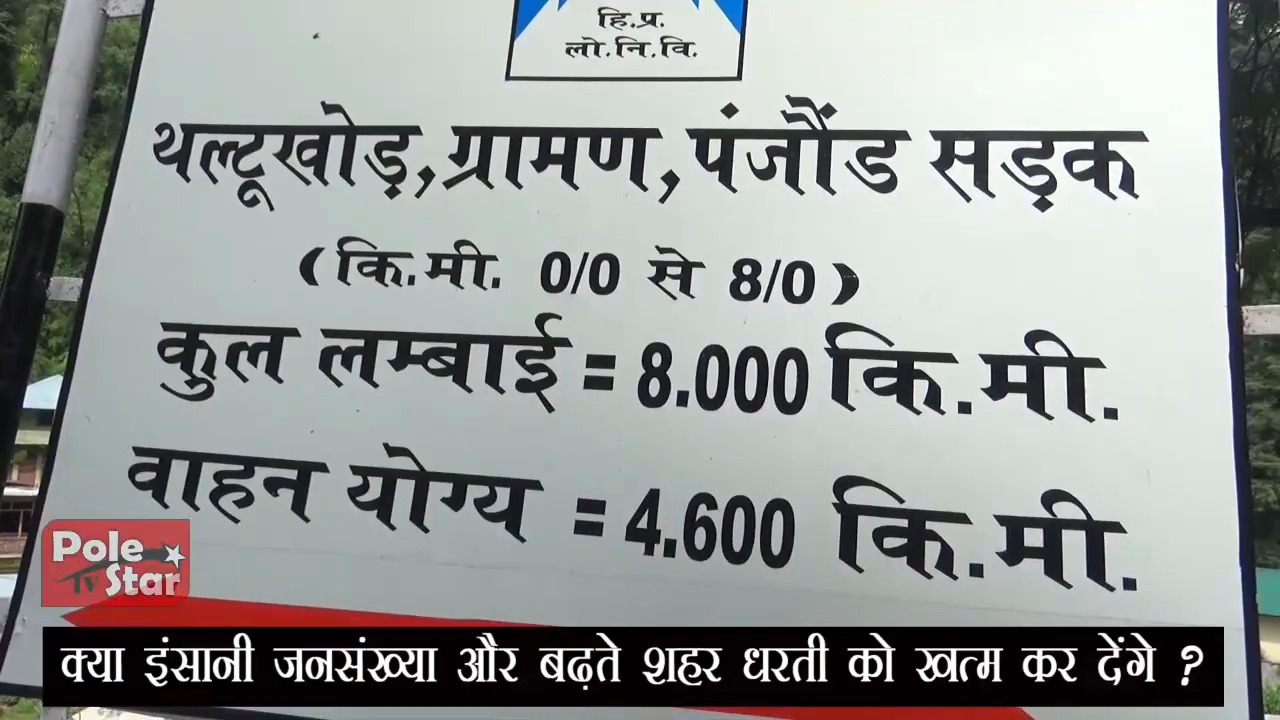 हि.प्र.
लो.नि.वि.
थल्टूखोड़,ग्रामण,पंजौंड सड़क
(कि.मी. 0/0 से 8/0)
कुल लम्बाई = 8.000 कि.मी.
वाहन योग्य = 4.600 कि.मी.
Pole
TV Star
क्या इंसानी जनसंख्या और बढ़ते शहर धरती को खत्म कर देंगे ?